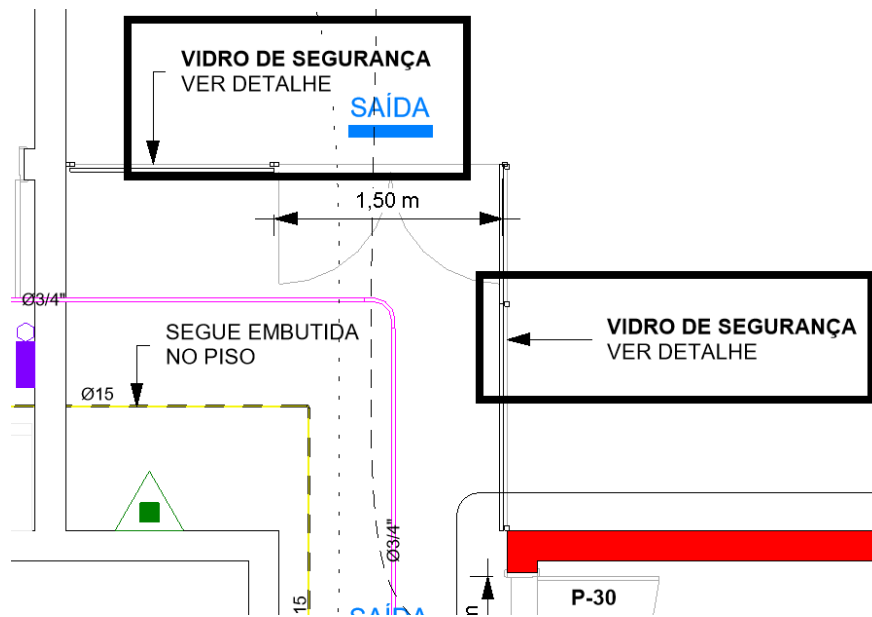 VIDRO DE SEGURANÇA
VER DETALHE
SAÍDA
1,50 m
Ø3/4"
VIDRO DE SEGURANÇA
VER DETALHE
SEGUE EMBUTIDA
NO PISO
Ø15
Ø3/4"
15
SAÍDA
P-30